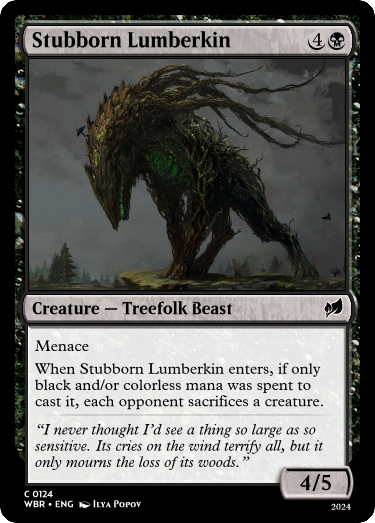 Stubborn Lumberkin 4
Creature — Treefolk Beast
Menace
When Stubborn Lumberkin enters, if only
black and/or colorless mana was spent to
cast it, each opponent sacrifices a creature.
“I never thought I’d see a thing so large as so
sensitive. Its cries on the wind terrify all, but it
only mourns the loss of its woods.”
4/5
C 0124
WBR • ENG Ilya Popov
2024